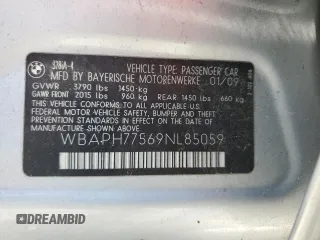 328iA-4
VEHICLE TYPE: PASSENGER CAR
MFD BY BAYERISCHE MOTORENWERKE 01/09
GVWR 3790 lbs 1450 kg
GAWR FRONT 2015 lbs 960 kg REAR 1450 lbs 660 kg
THIS VEHICLE CONFORMS TO ALL APPLICABLE U.S.
FEDERAL MOTOR VEHICLE SAFETY, BUMPER, AND
THEFT PREVENTION STANDARDS IN EFFECT ON
THE DATE OF MANUFACTURE SHOWN ABOVE.
WBAPH77569NL85059
DREAMBID